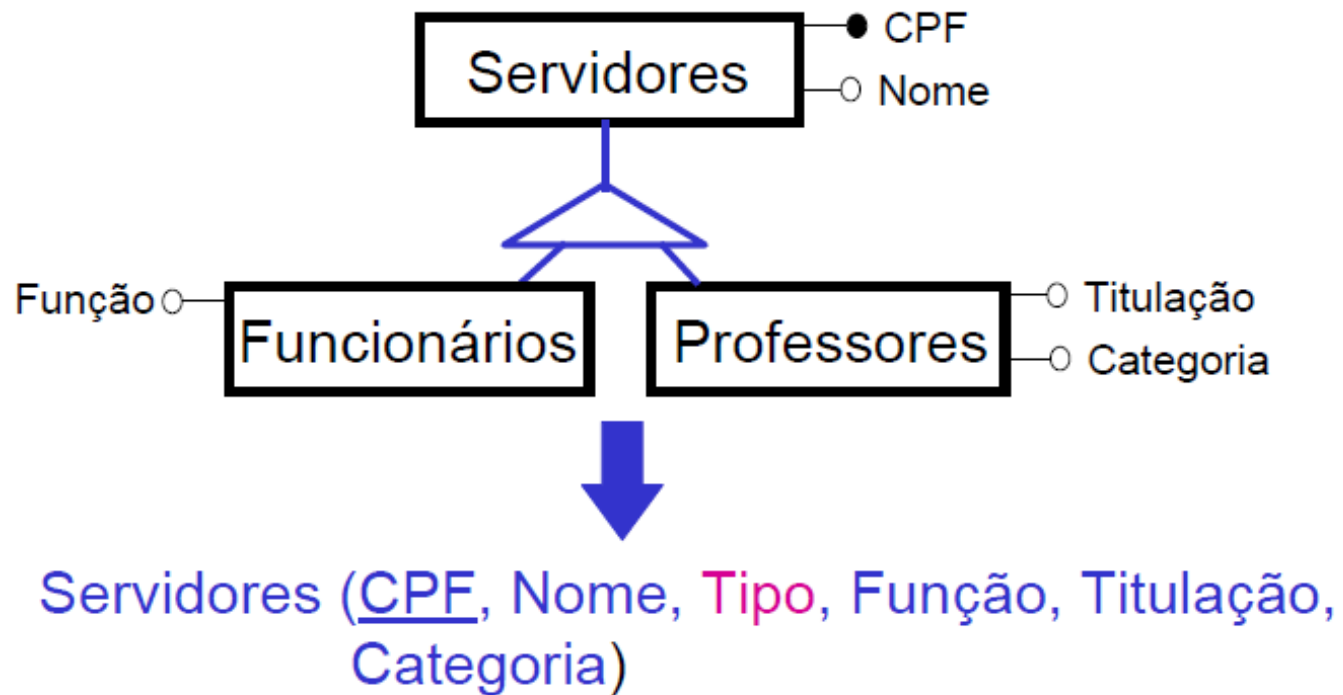 CPF
Servidores
Nome
Função
Titulação
Funcionários
Professores
Categoria
Servidores (CPF, Nome, Tipo, Função, Titulação,
Categoria)